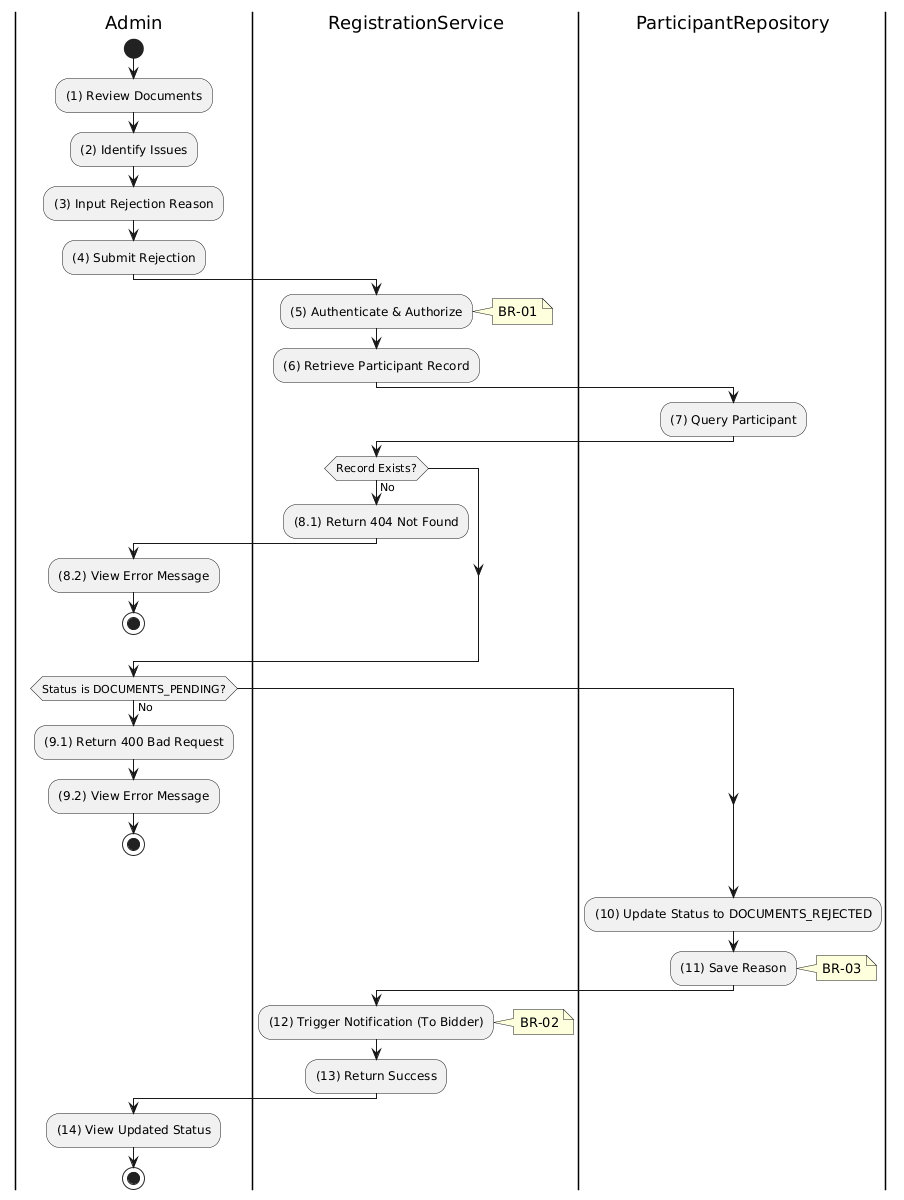 Admin
RegistrationService
ParticipantRepository
(1) Review Documents
(2) Identify Issues
(3) Input Rejection Reason
(4) Submit Rejection
(5) Authenticate & Authorize
BR-01
(6) Retrieve Participant Record
(7) Query Participant
Record Exists?
No
(8.1) Return 404 Not Found
(8.2) View Error Message
Status is DOCUMENTS_PENDING?
No
(9.1) Return 400 Bad Request
(9.2) View Error Message
(10) Update Status to DOCUMENTS_REJECTED
(11) Save Reason
BR-03
(12) Trigger Notification (To Bidder)
BR-02
(13) Return Success
(14) View Updated Status